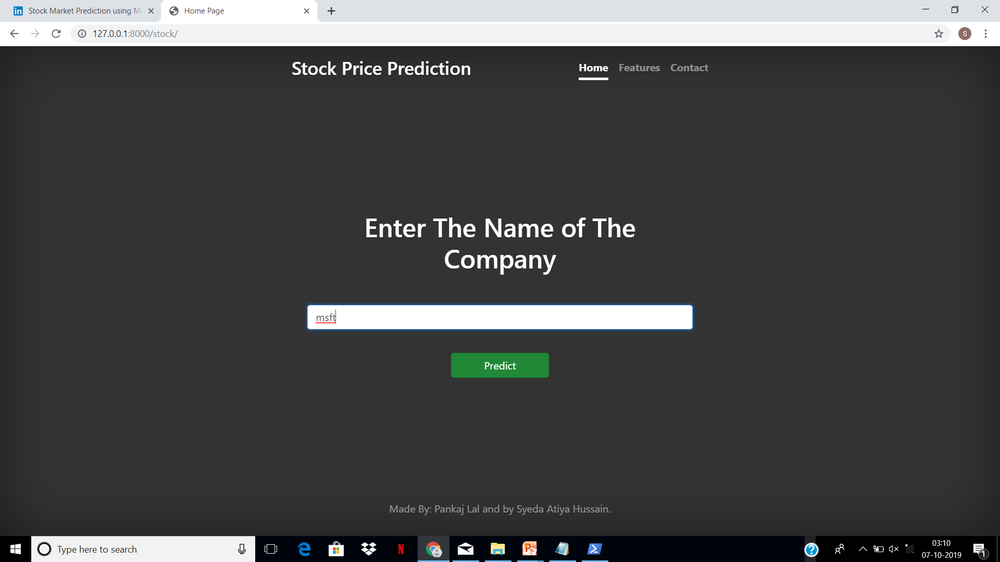 Stock Market Prediction using M
Home Page
127.0.0.1:8000/stock/
S
Stock Price Prediction
Home
Features
Contact
Enter The Name of The
Company
msft
Predict
Made By: Pankaj Lal and by Syeda Atiya Hussain.
Type here to search
03:10
07-10-2019
1